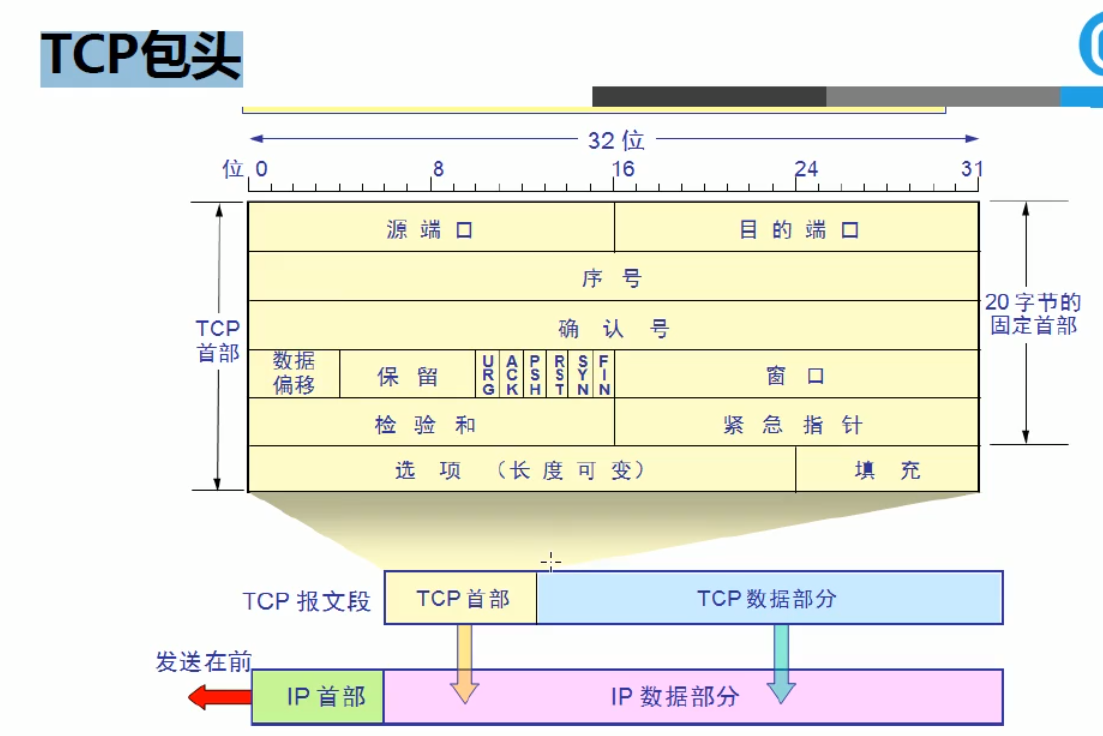 TCP包头
32 位
位 0 8 16 24 31
源 端 口 目 的 端 口
序 号
确 认 号
TCP 首部
20 字节的
固定首部
数据
偏移
保 留
URG ACK PSH RST SYN FIN
窗 口
检 验 和 紧 急 指 针
选 项 （长 度 可 变） 填 充
TCP 报文段 TCP 首部 TCP 数据部分
发送在前
IP 首部 IP 数据部分